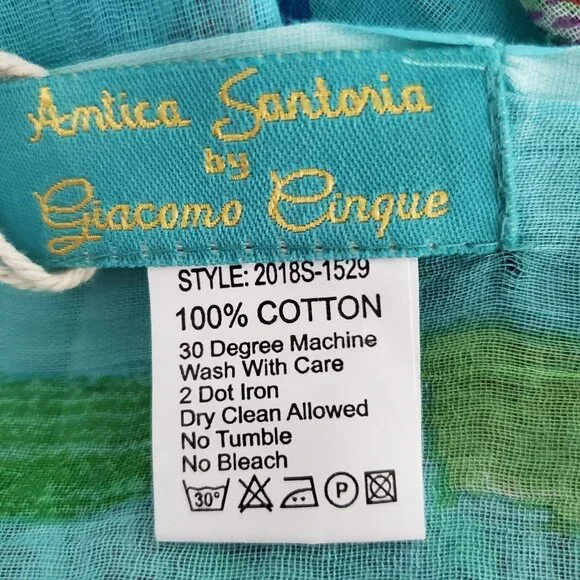 Antica Sartoria
by
Giacomo Cinque
STYLE: 2018S-1529
100% COTTON
30 Degree Machine
Wash With Care
2 Dot Iron
Dry Clean Allowed
No Tumble
No Bleach
30° P